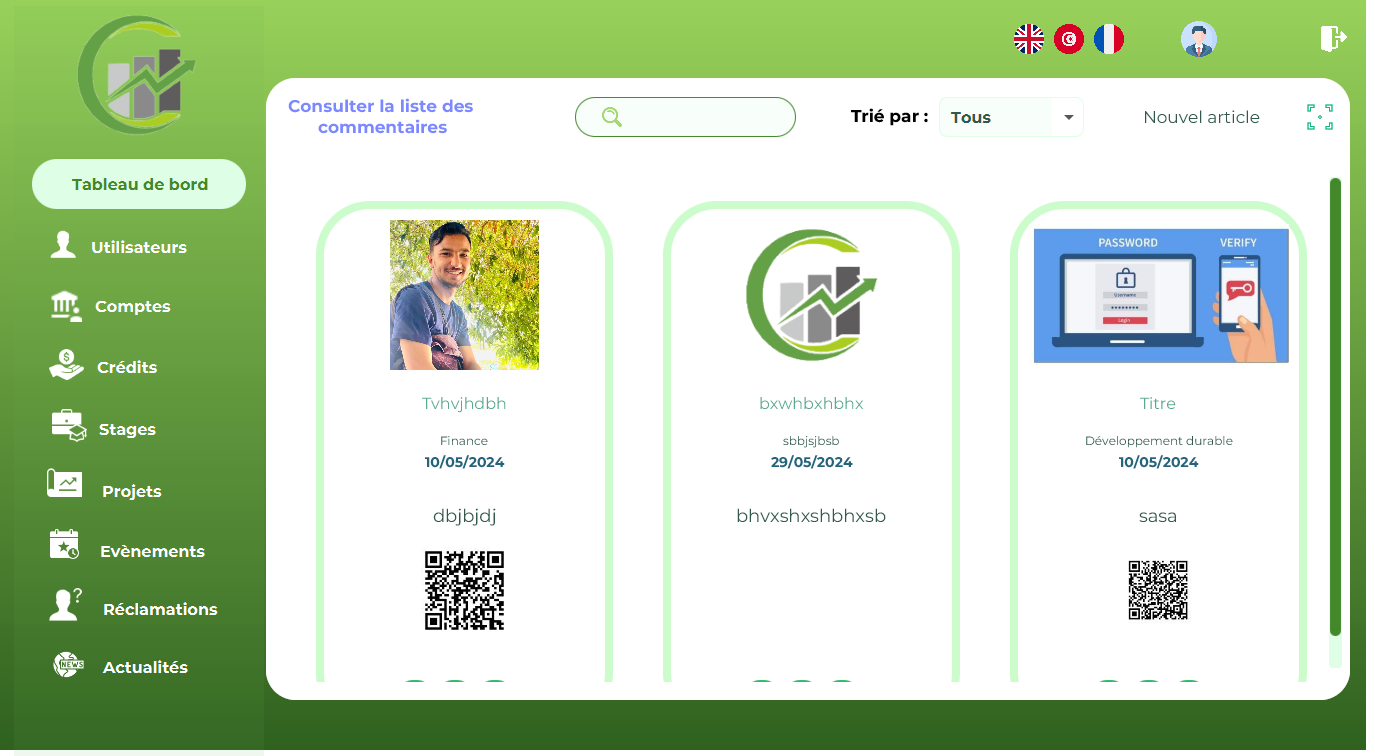 Consulter la liste des
commentaires
Trié par :
Tous
Nouvel article
Tableau de bord
Utilisateurs
Comptes
Crédits
Stages
Projets
Evènements
Réclamations
NEWS
Actualités
Tvhvjhdbh
Finance
10/05/2024
dbjbjdj
bxwhbxhbhx
sbbjsjbsb
29/05/2024
bhvxshxshbhxsb
PASSWORD
VERIFY
Username
Login
Titre
Développement durable
10/05/2024
sasa